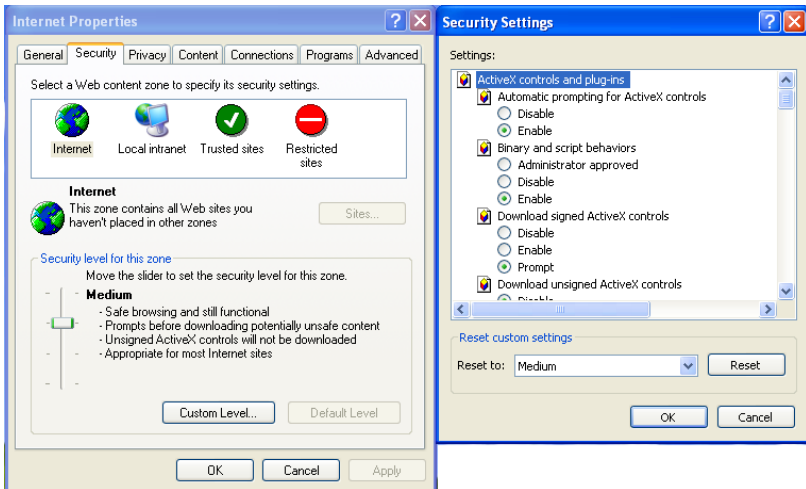 Internet Properties
General Security Privacy Content Connections Programs Advanced
Select a Web content zone to specify its security settings.
Internet Local intranet Trusted sites Restricted
sites
Internet
This zone contains all Web sites you
haven't placed in other zones
Sites...
Security level for this zone
Move the slider to set the security level for this zone.
Medium
- Safe browsing and still functional
- Prompts before downloading potentially unsafe content
- Unsigned ActiveX controls will not be downloaded
- Appropriate for most Internet sites
Custom Level... Default Level
OK Cancel Apply
Security Settings
Settings:
ActiveX controls and plug-ins
Automatic prompting for ActiveX controls
Disable
Enable
Binary and script behaviors
Administrator approved
Disable
Enable
Download signed ActiveX controls
Disable
Enable
Prompt
Download unsigned ActiveX controls
Disable
Reset custom settings
Reset to: Medium Reset
OK Cancel